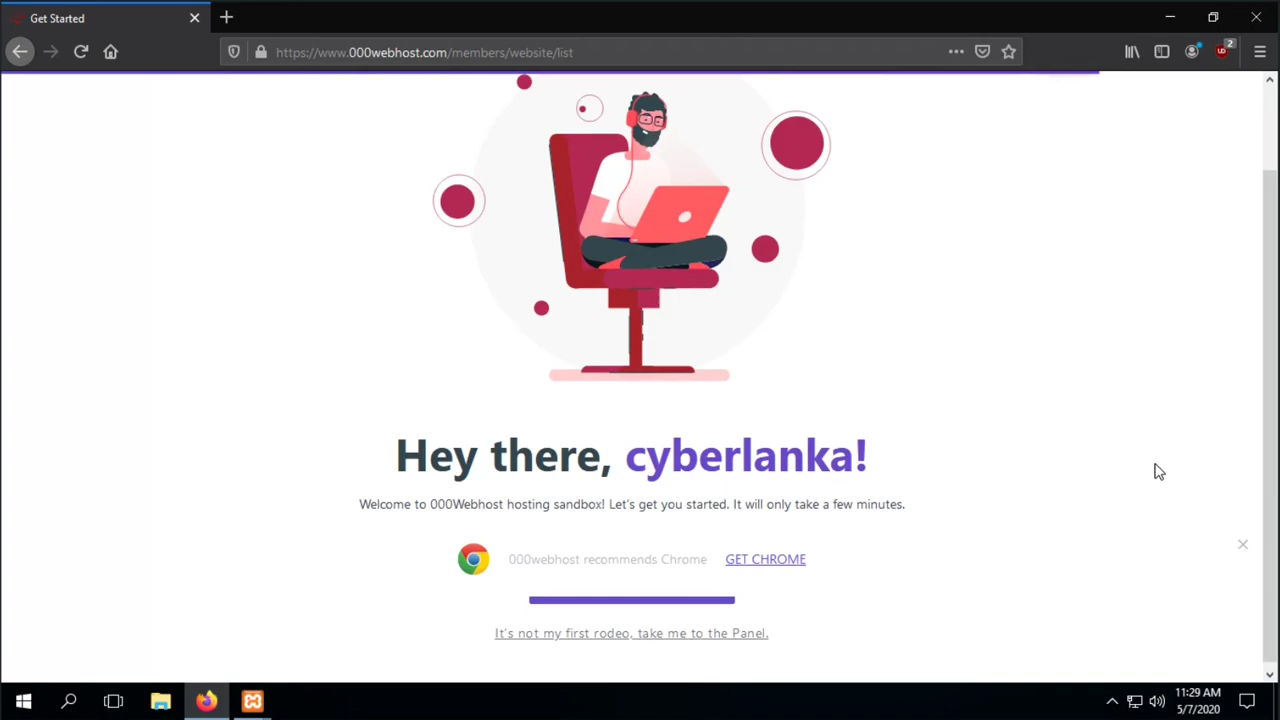 Get Started
https://www.000webhost.com/members/website/list
2
Hey there, cyberlanka!
Welcome to 000Webhost hosting sandbox! Let's get you started. It will only take a few minutes.
000webhost recommends Chrome GET CHROME
It's not my first rodeo, take me to the Panel.
11:29 AM
5/7/2020